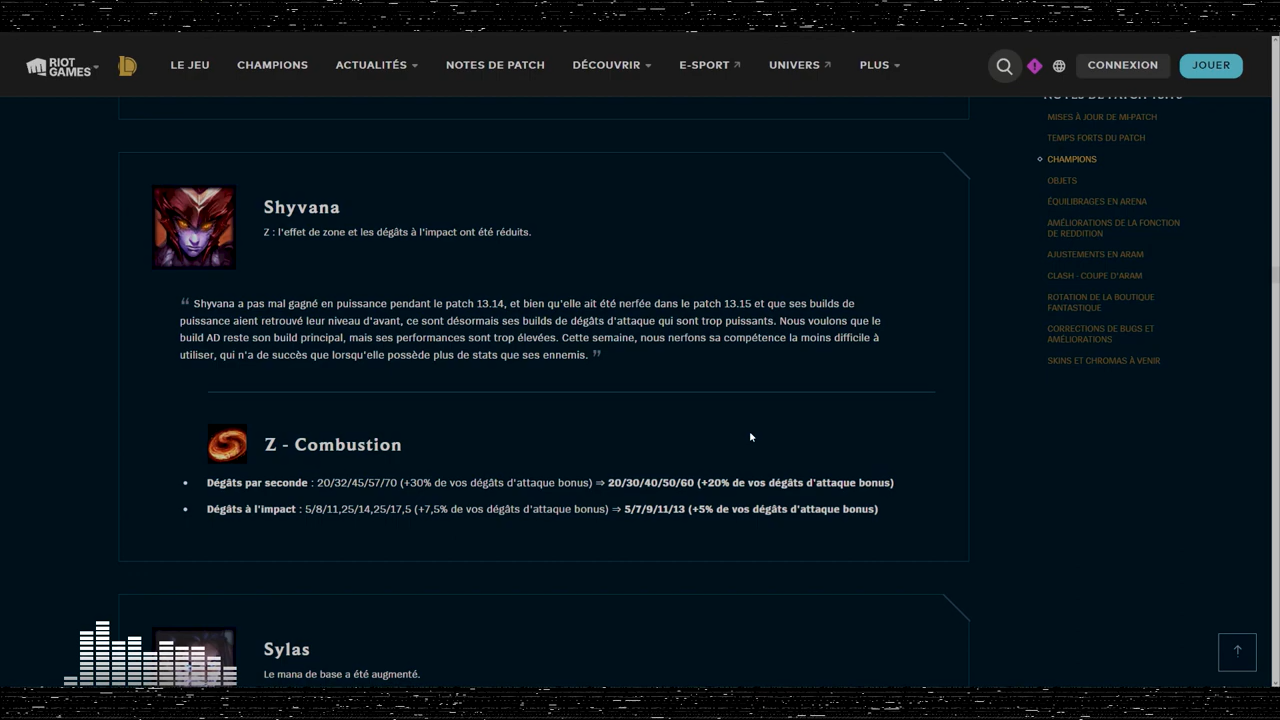 RIOT GAMES
LE JEU
CHAMPIONS
ACTUALITÉS
NOTES DE PATCH
DÉCOUVRIR
E-SPORT
UNIVERS
PLUS
CONNEXION
JOUER
MISES À JOUR DE MI-PATCH
TEMPS FORTS DU PATCH
CHAMPIONS
OBJETS
ÉQUILIBRAGES EN ARENA
AMÉLIORATIONS DE LA FONCTION
DE REDDITION
AJUSTEMENTS EN ARAM
CLASH - COUPE D'ARAM
ROTATION DE LA BOUTIQUE
FANTASTIQUE
CORRECTIONS DE BUGS ET
AMÉLIORATIONS
SKINS ET CHROMAS À VENIR
Shyvana
Z : l'effet de zone et les dégâts à l'impact ont été réduits.
“ Shyvana a pas mal gagné en puissance pendant le patch 13.14, et bien qu'elle ait été nerfée dans le patch 13.15 et que ses builds de
puissance aient retrouvé leur niveau d'avant, ce sont désormais ses builds de dégâts d'attaque qui sont trop puissants. Nous voulons que le
build AD reste son build principal, mais ses performances sont trop élevées. Cette semaine, nous nerfons sa compétence la moins difficile à
utiliser, qui n'a de succès que lorsqu'elle possède plus de stats que ses ennemis. ”
Z - Combustion
• Dégâts par seconde : 20/32/45/57/70 (+30% de vos dégâts d'attaque bonus) ⇒ 20/30/40/50/60 (+20% de vos dégâts d'attaque bonus)
• Dégâts à l'impact : 5/8/11,25/14,25/17,5 (+7,5% de vos dégâts d'attaque bonus) ⇒ 5/7/9/11/13 (+5% de vos dégâts d'attaque bonus)
Sylas
Le mana de base a été augmenté.